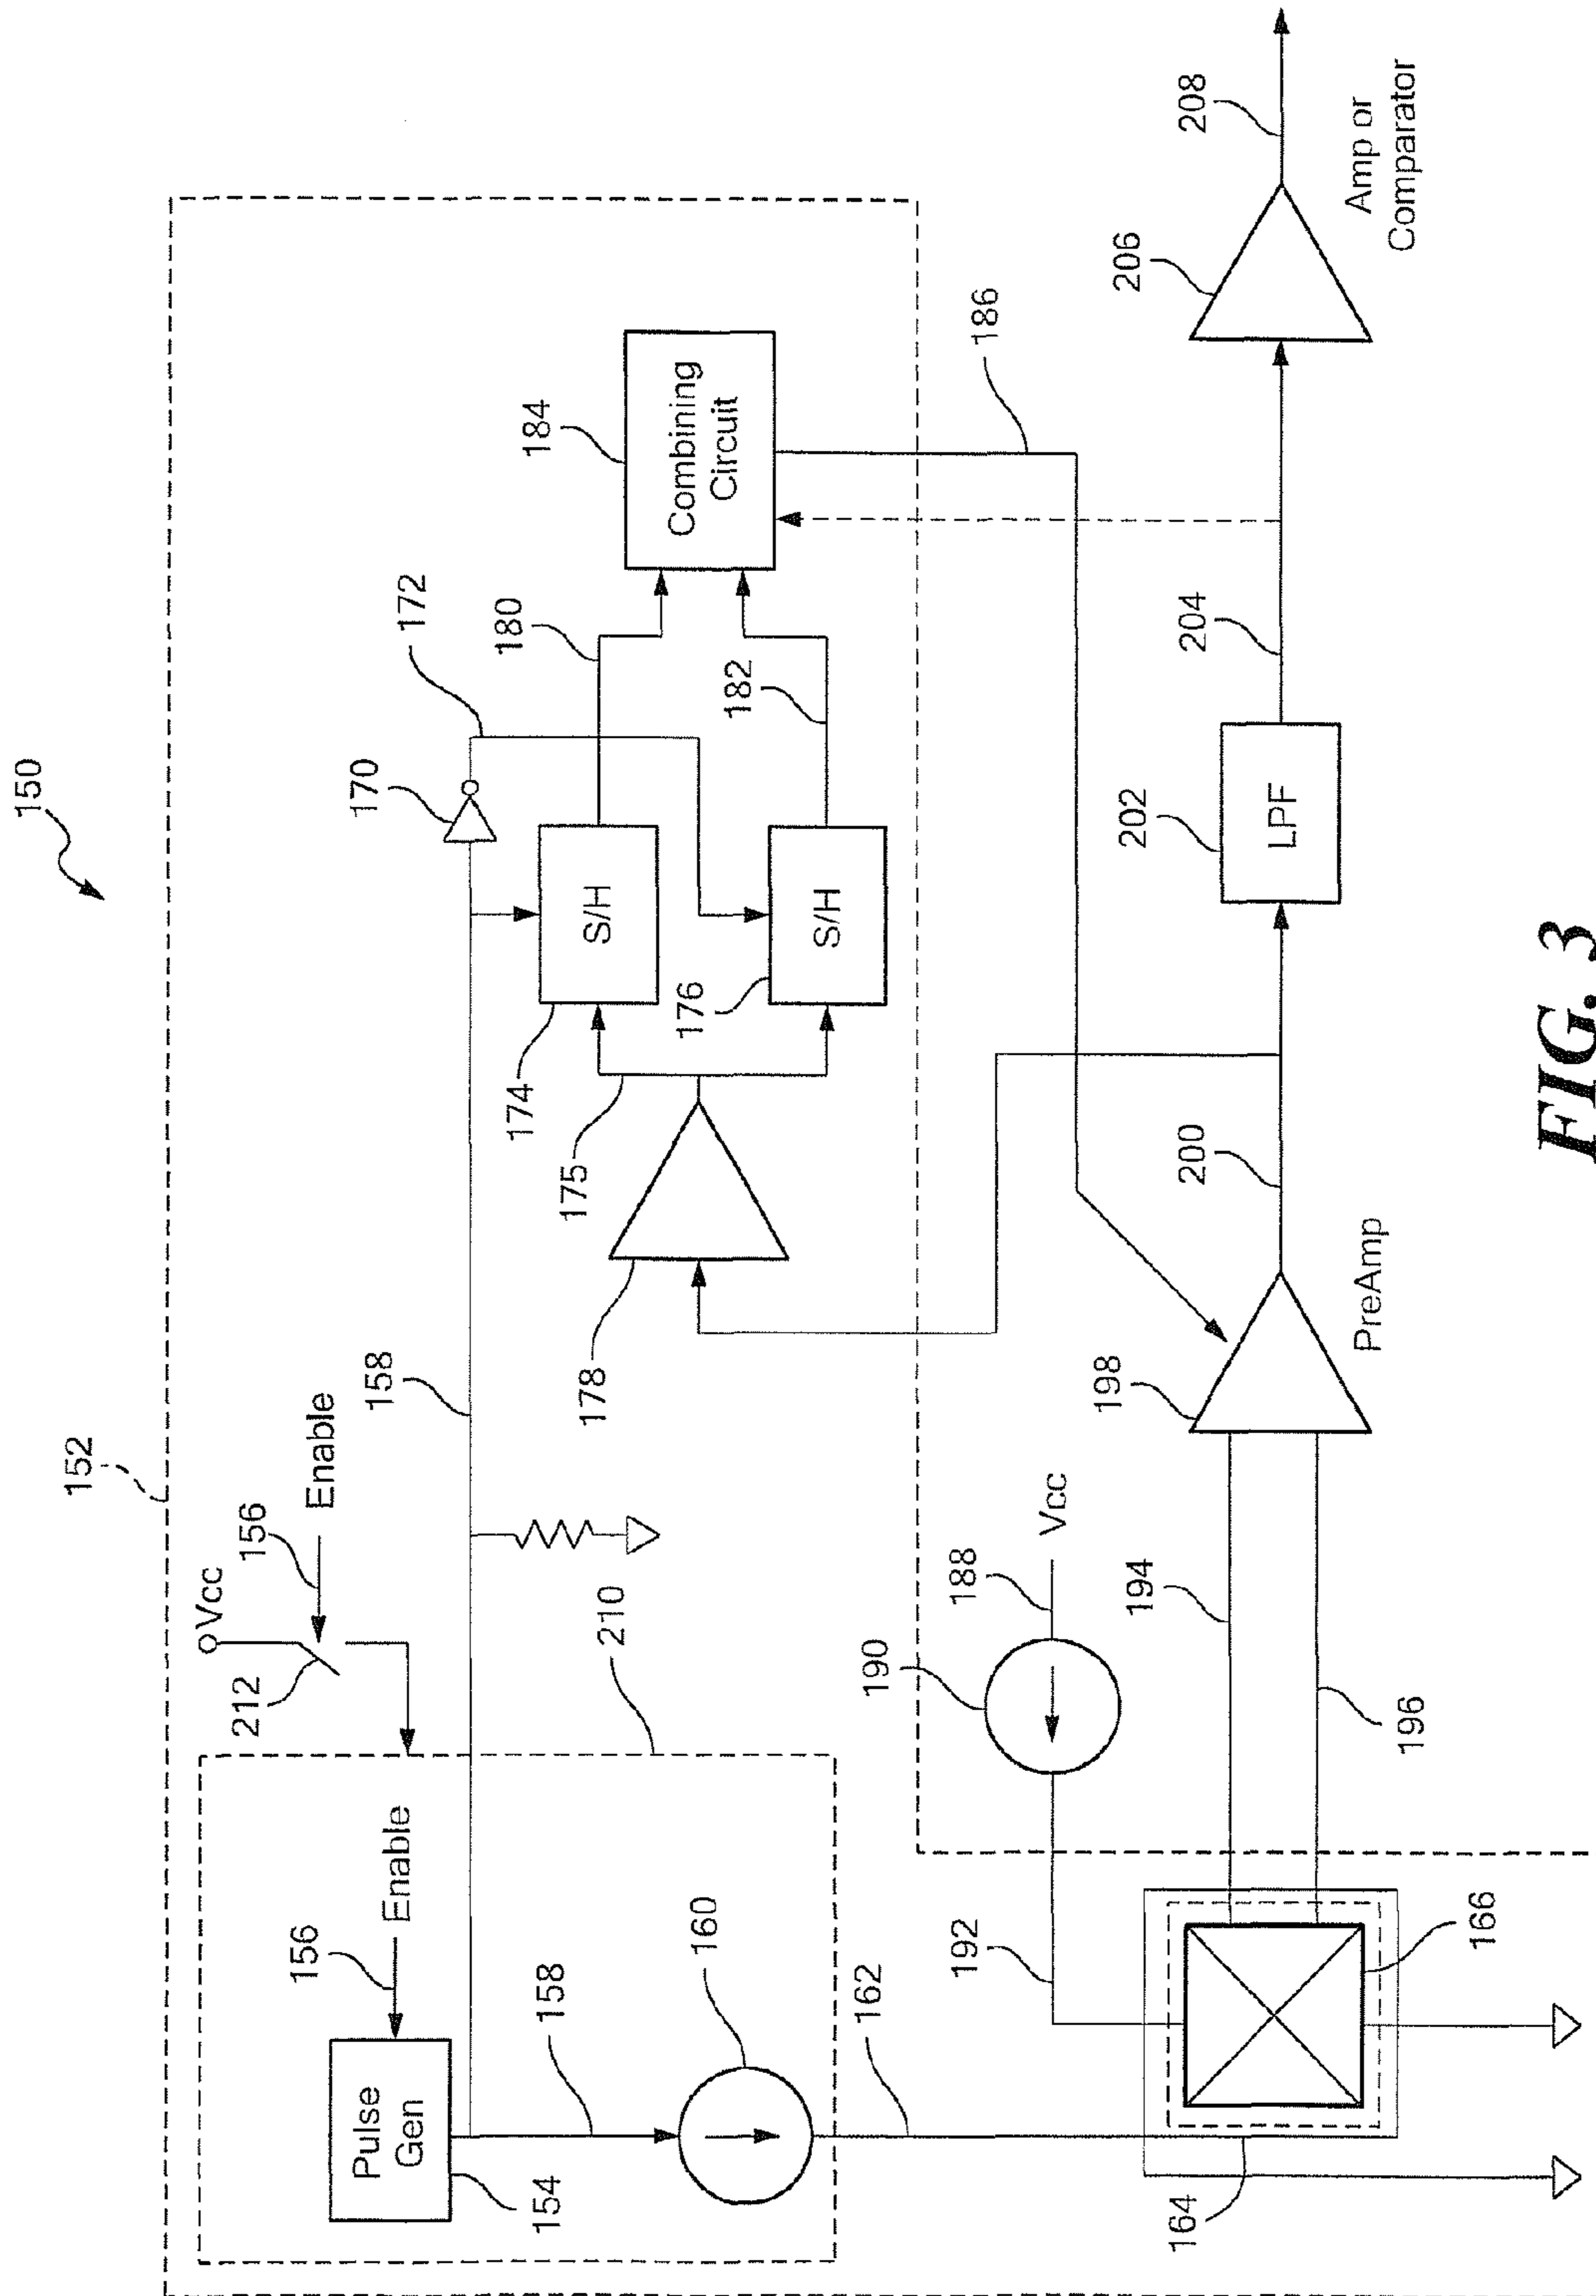 150
152
Vcc
212
156
Enable
156
Enable
Pulse
Gen
154
158
160
162
164
210
158
170
172
174
S/H
175
176
S/H
178
180
182
184
Combining
Circuit
186
188
Vcc
190
192
194
196
166
198
PreAmp
200
202
LPF
204
206
208
Amp or
Comparator
FIG. 3